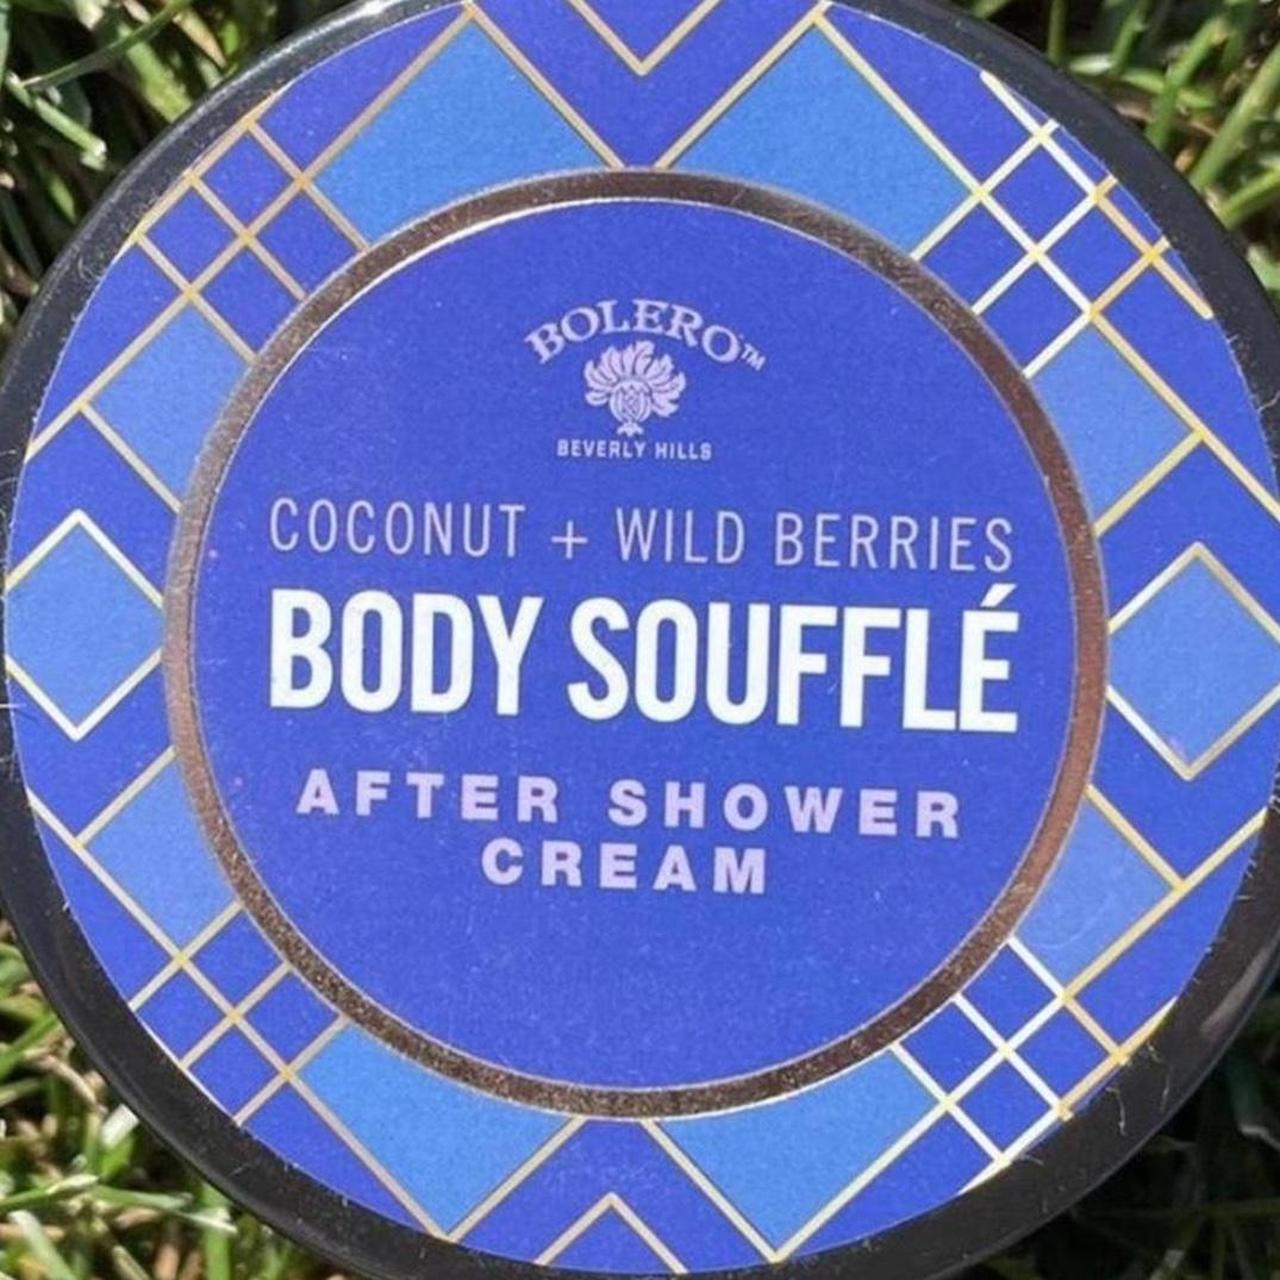 BOLERO™
BEVERLY HILLS
COCONUT + WILD BERRIES
BODY SOUFFLÉ
AFTER SHOWER
CREAM